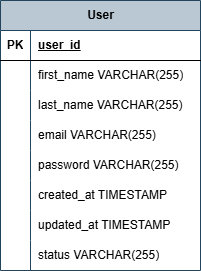 User
PK user_id
first_name VARCHAR(255)
last_name VARCHAR(255)
email VARCHAR(255)
password VARCHAR(255)
created_at TIMESTAMP
updated_at TIMESTAMP
status VARCHAR(255)